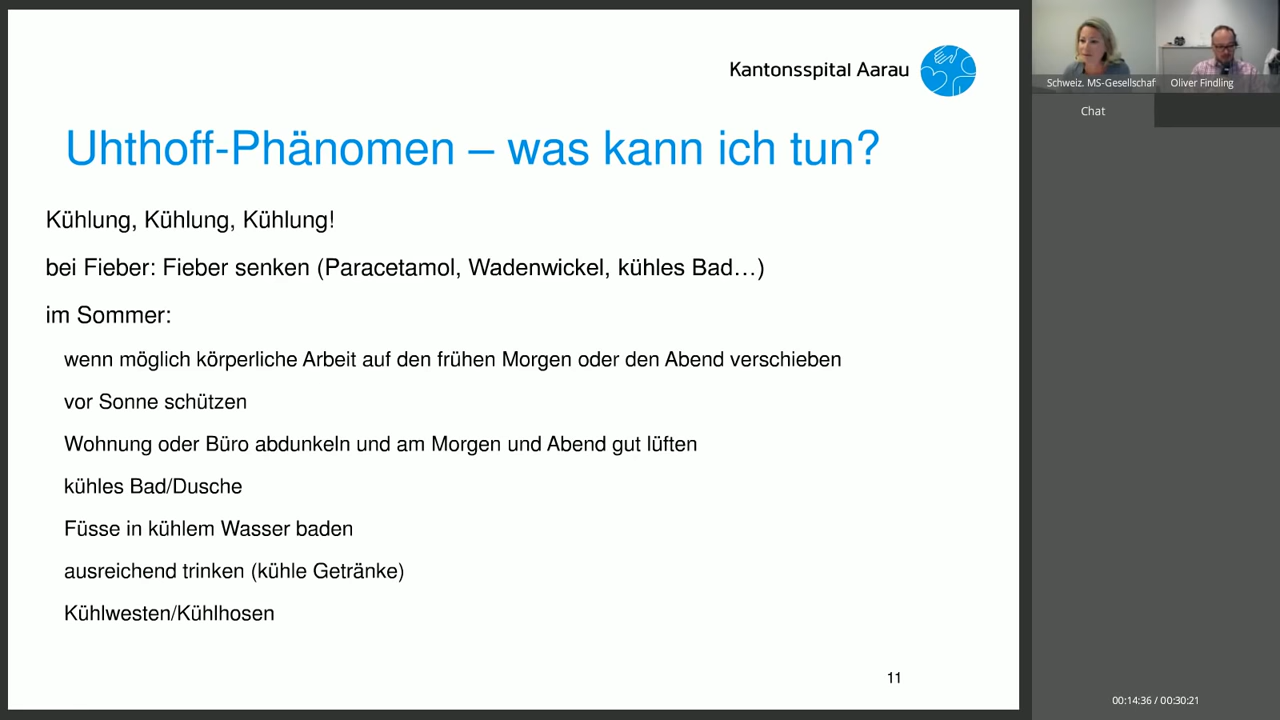 Kantonsspital Aarau
Uhthoff-Phänomen – was kann ich tun?
Kühlung, Kühlung, Kühlung!
bei Fieber: Fieber senken (Paracetamol, Wadenwickel, kühles Bad…)
im Sommer:
wenn möglich körperliche Arbeit auf den frühen Morgen oder den Abend verschieben
vor Sonne schützen
Wohnung oder Büro abdunkeln und am Morgen und Abend gut lüften
kühles Bad/Dusche
Füsse in kühlem Wasser baden
ausreichend trinken (kühle Getränke)
Kühlwesten/Kühlhosen
11
Schweiz. MS-Gesellschaf
Oliver Findling
Chat
00:14:36 / 00:30:21